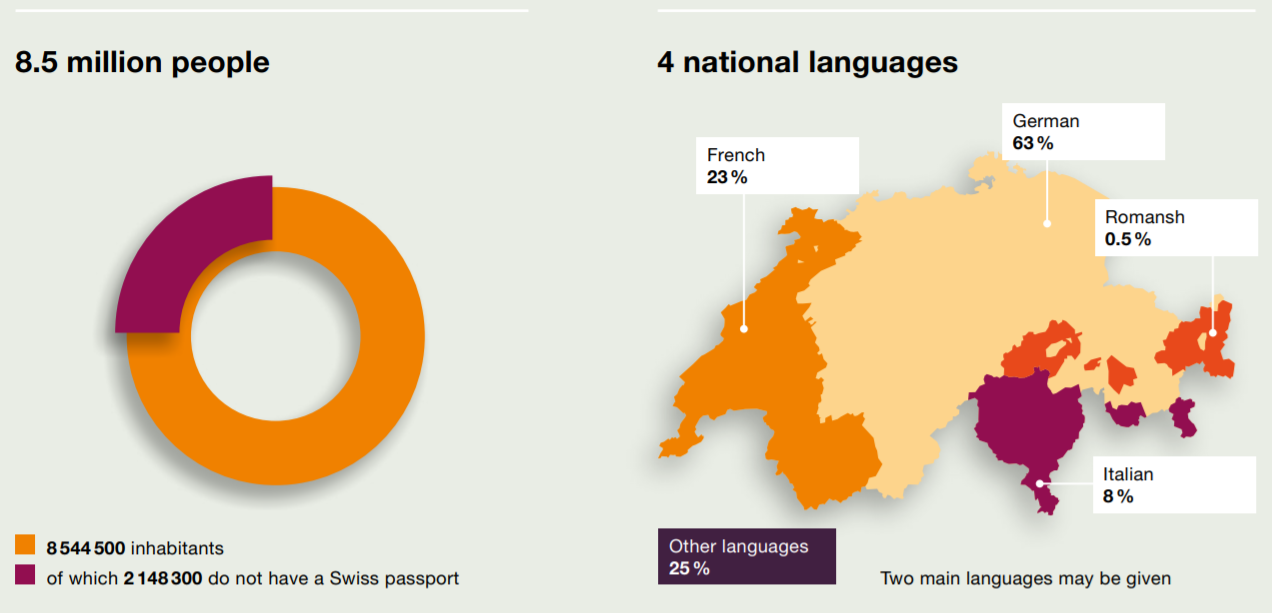 8.5 million people
8 544 500 inhabitants
of which 2 148 300 do not have a Swiss passport
4 national languages
German
63 %
French
23 %
Romansh
0.5 %
Italian
8 %
Other languages
25 %
Two main languages may be given